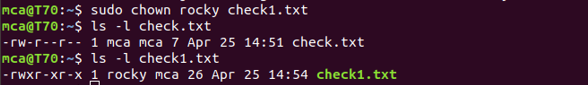 mca@T70:~$ sudo chown rocky check1.txt
mca@T70:~$ ls -l check.txt
-rw-r--r-- 1 mca mca 7 Apr 25 14:51 check.txt
mca@T70:~$ ls -l check1.txt
-rwxr-xr-x 1 rocky mca 26 Apr 25 14:54 check1.txt